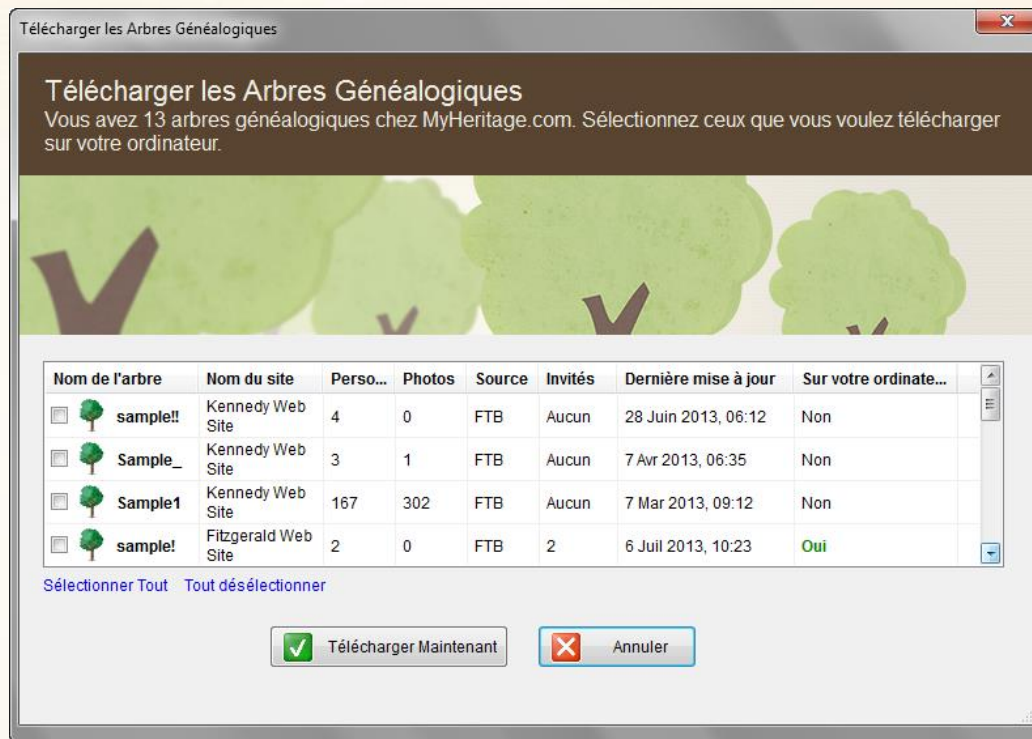 Télécharger les Arbres Généalogiques
Télécharger les Arbres Généalogiques
Vous avez 13 arbres généalogiques chez MyHeritage.com. Sélectionnez ceux que vous voulez télécharger
sur votre ordinateur.
Nom de l'arbre Nom du site Perso... Photos Source Invités Dernière mise à jour Sur votre ordinate...
sample!! Kennedy Web Site 4 0 FTB Aucun 28 Juin 2013, 06:12 Non
Sample_ Kennedy Web Site 3 1 FTB Aucun 7 Avr 2013, 06:35 Non
Sample1 Kennedy Web Site 167 302 FTB Aucun 7 Mar 2013, 09:12 Non
sample! Fitzgerald Web Site 2 0 FTB 2 6 Juil 2013, 10:23 Oui
Sélectionner Tout Tout désélectionner
Télécharger Maintenant Annuler